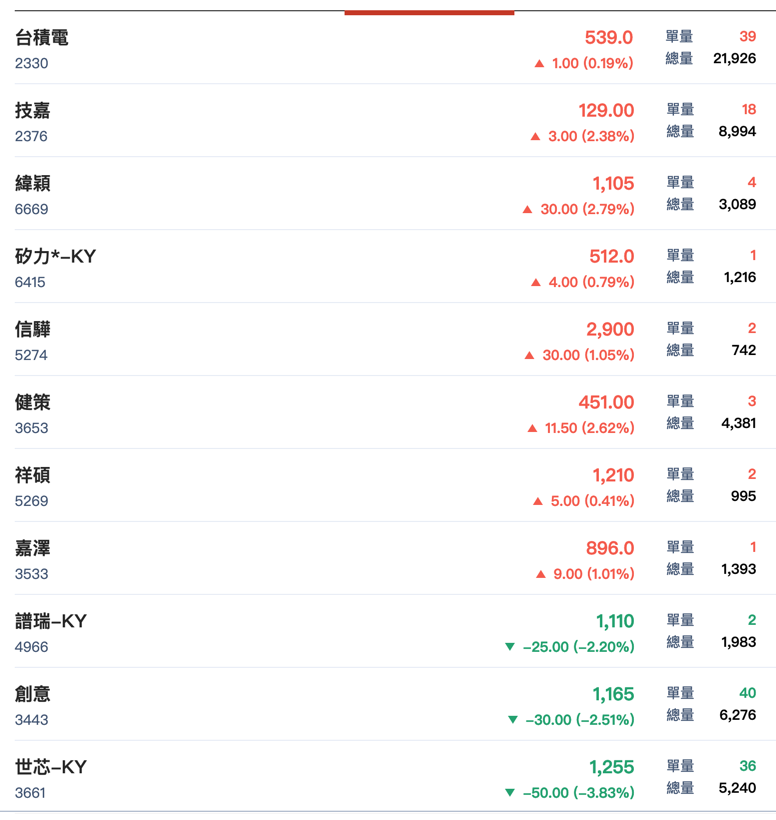 台積電 539.0 單量 39
2330 ▲ 1.00 (0.19%) 總量 21,926
技嘉 129.00 單量 18
2376 ▲ 3.00 (2.38%) 總量 8,994
緯穎 1,105 單量 4
6669 ▲ 30.00 (2.79%) 總量 3,089
矽力*–KY 512.0 單量 1
6415 ▲ 4.00 (0.79%) 總量 1,216
信驊 2,900 單量 2
5274 ▲ 30.00 (1.05%) 總量 742
健策 451.00 單量 3
3653 ▲ 11.50 (2.62%) 總量 4,381
祥碩 1,210 單量 2
5269 ▲ 5.00 (0.41%) 總量 995
嘉澤 896.0 單量 1
3533 ▲ 9.00 (1.01%) 總量 1,393
譜瑞–KY 1,110 單量 2
4966 ▼ –25.00 (–2.20%) 總量 1,983
創意 1,165 單量 40
3443 ▼ –30.00 (–2.51%) 總量 6,276
世芯–KY 1,255 單量 36
3661 ▼ –50.00 (–3.83%) 總量 5,240